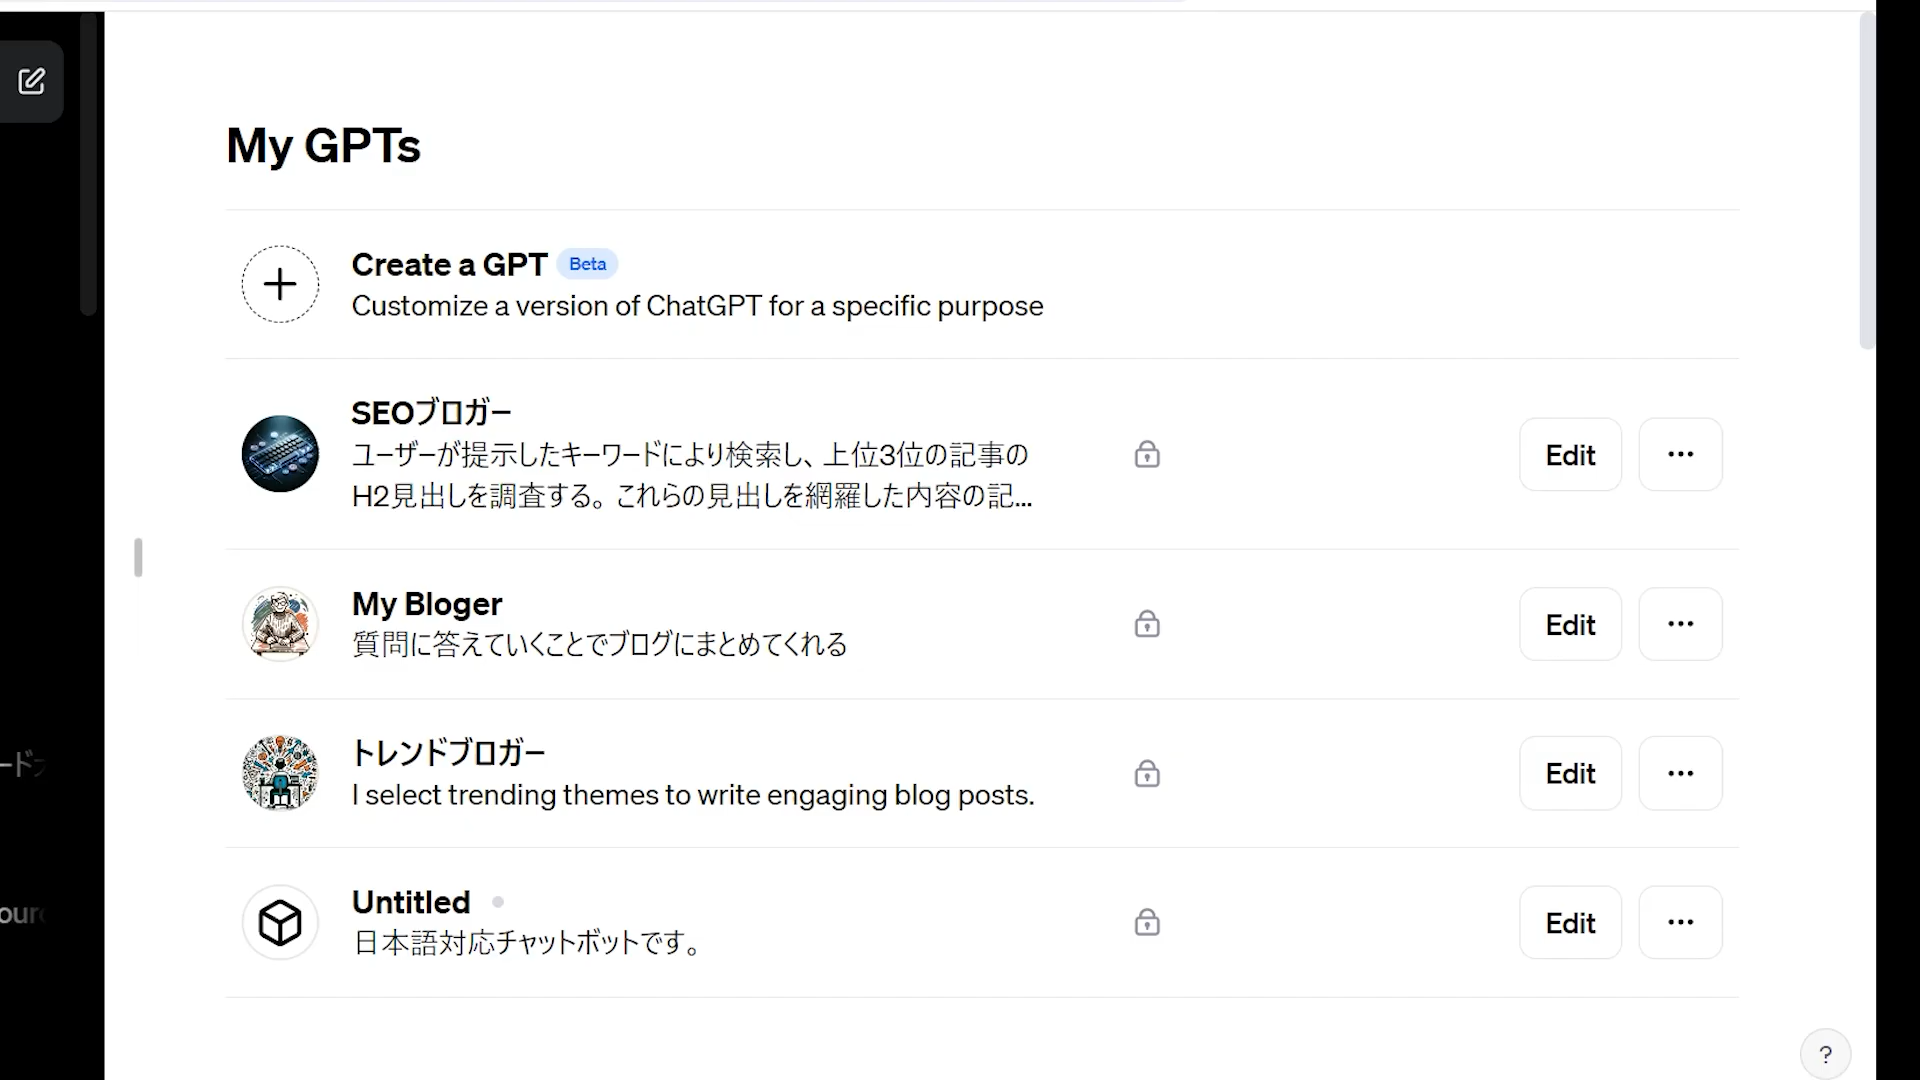 My GPTs
Create a GPT Beta
Customize a version of ChatGPT for a specific purpose
SEOブロガー
ユーザーが提示したキーワードにより検索し、上位3位の記事の
H2見出しを調査する。これらの見出しを網羅した内容の記...
Edit
My Bloger
質問に答えていくことでブログにまとめてくれる
Edit
トレンドブロガー
I select trending themes to write engaging blog posts.
Edit
Untitled
日本語対応チャットボットです。
Edit
?